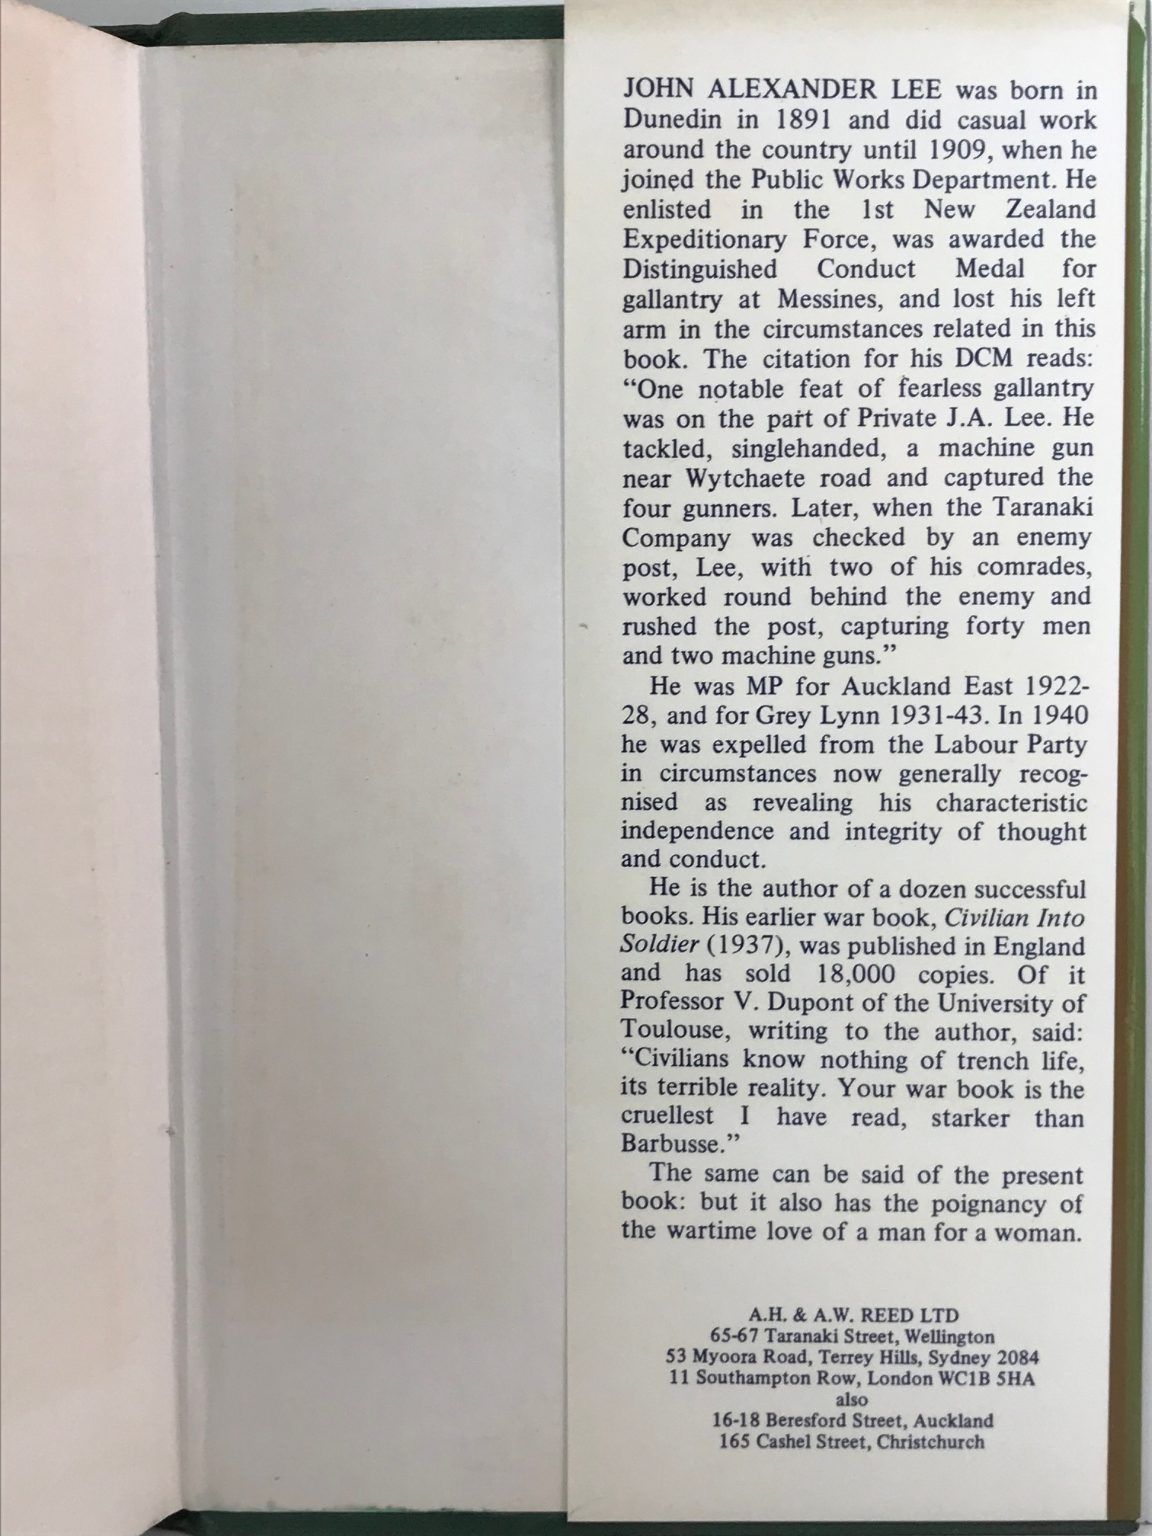 JOHN ALEXANDER LEE was born in
Dunedin in 1891 and did casual work
around the country until 1909, when he
joined the Public Works Department. He
enlisted in the 1st New Zealand
Expeditionary Force, was awarded the
Distinguished Conduct Medal for
gallantry at Messines, and lost his left
arm in the circumstances related in this
book. The citation for his DCM reads:
“One notable feat of fearless gallantry
was on the part of Private J.A. Lee. He
tackled, singlehanded, a machine gun
near Wytchaete road and captured the
four gunners. Later, when the Taranaki
Company was checked by an enemy
post, Lee, with two of his comrades,
worked round behind the enemy and
rushed the post, capturing forty men
and two machine guns.”
He was MP for Auckland East 1922-
28, and for Grey Lynn 1931-43. In 1940
he was expelled from the Labour Party
in circumstances now generally recog-
nised as revealing his characteristic
independence and integrity of thought
and conduct.
He is the author of a dozen successful
books. His earlier war book, Civilian Into
Soldier (1937), was published in England
and has sold 18,000 copies. Of it
Professor V. Dupont of the University of
Toulouse, writing to the author, said:
“Civilians know nothing of trench life,
its terrible reality. Your war book is the
cruellest I have read, starker than
Barbusse.”
The same can be said of the present
book: but it also has the poignancy of
the wartime love of a man for a woman.
A.H. & A.W. REED LTD
65-67 Taranaki Street, Wellington
53 Myoora Road, Terrey Hills, Sydney 2084
11 Southampton Row, London WC1B 5HA
also
16-18 Beresford Street, Auckland
165 Cashel Street, Christchurch